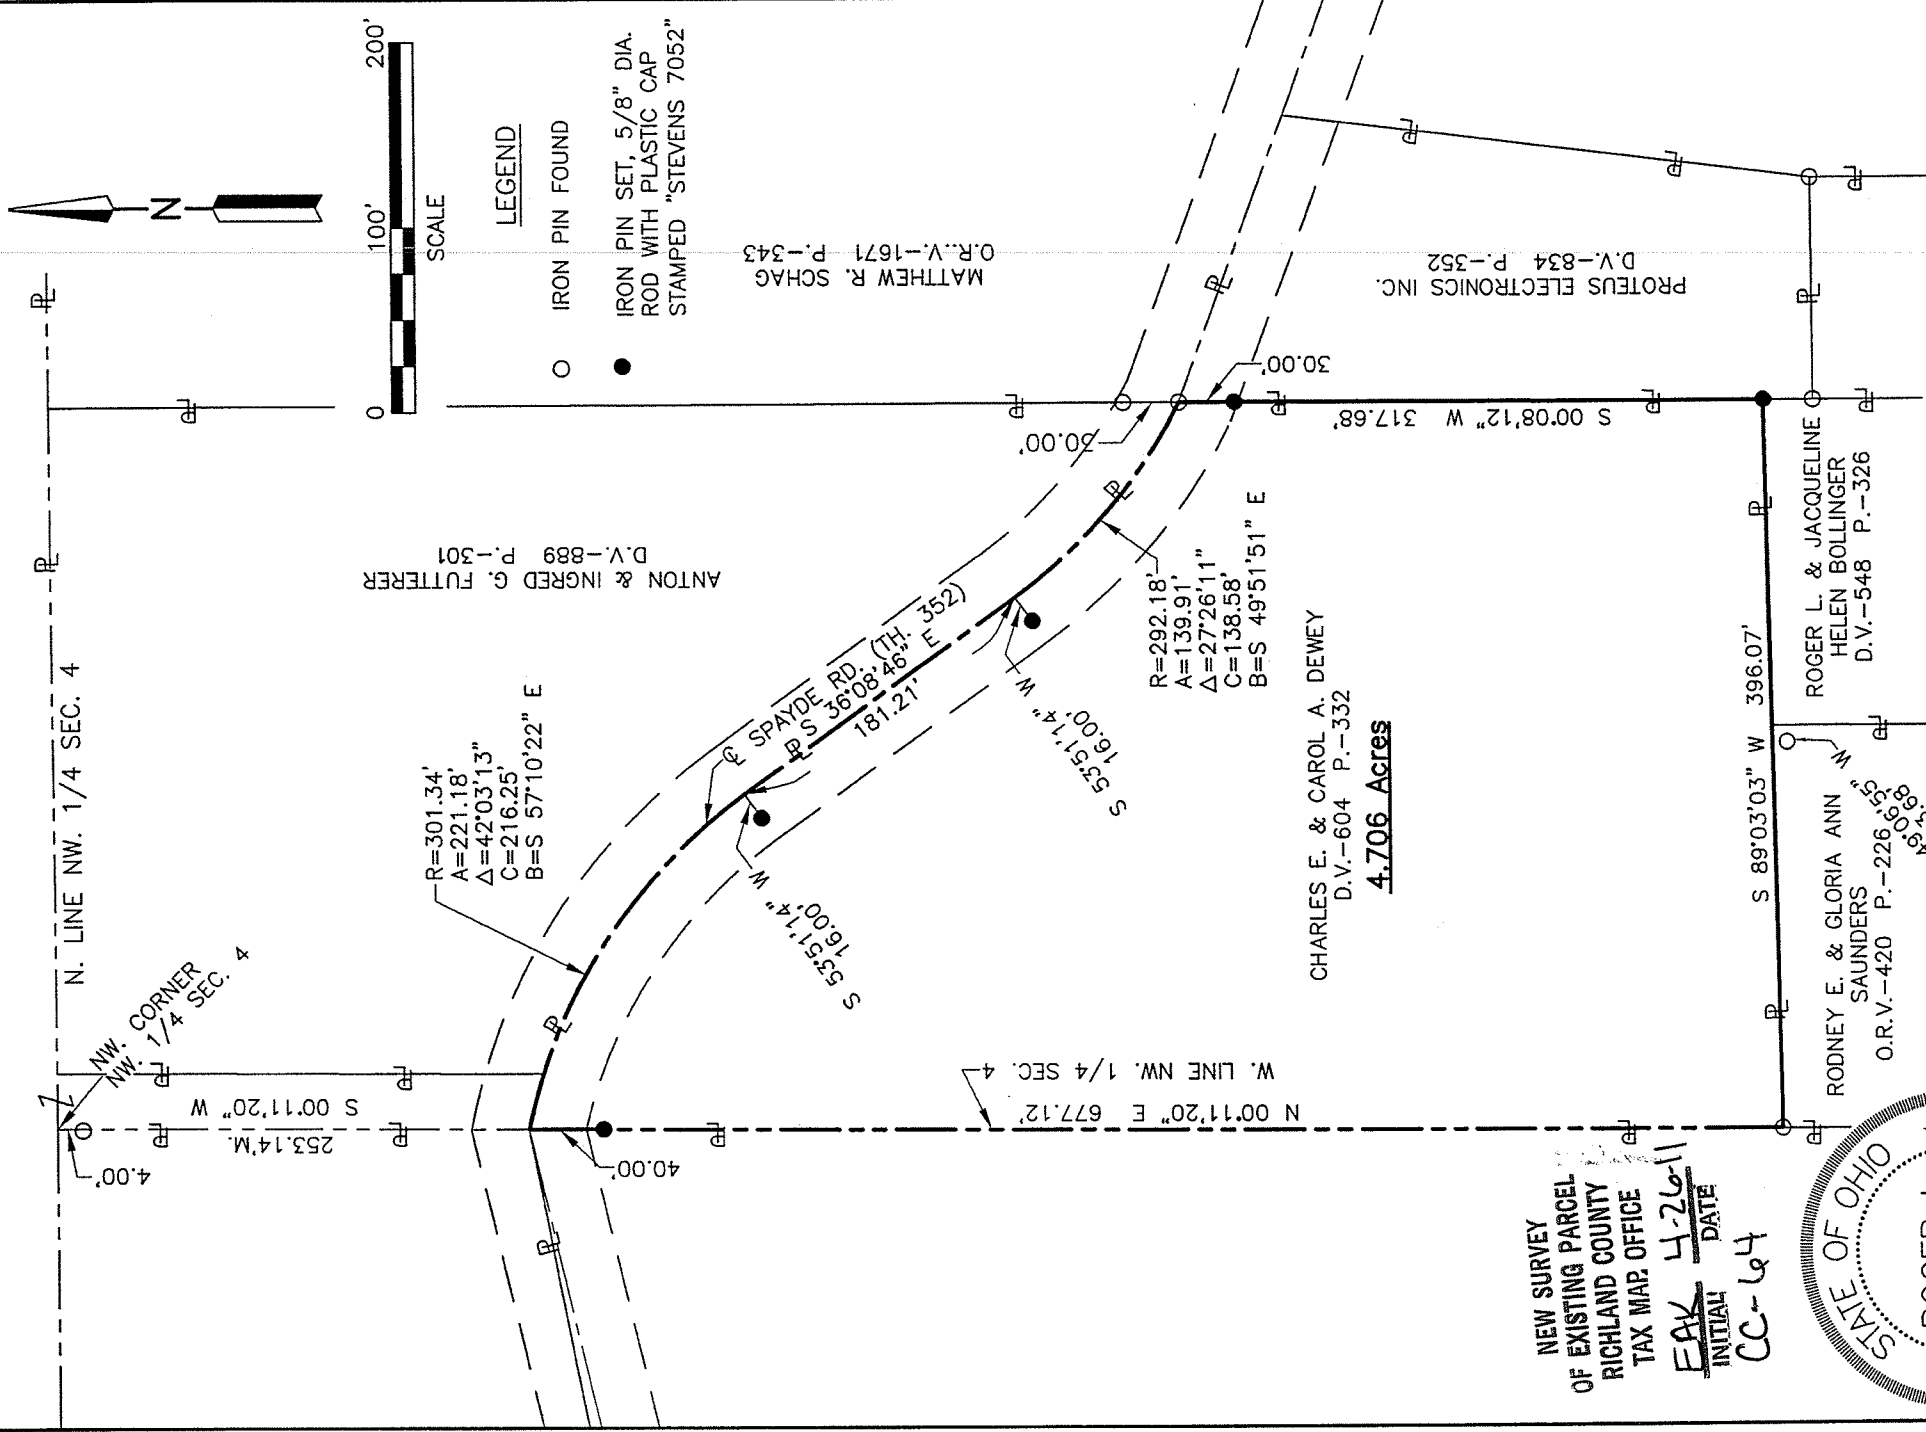 N. LINE NW. 1/4 SEC. 4
NW. CORNER
NW. 1/4 SEC. 4
S 00°11'20" W
253.14'M.
4.00'
40.00'
R=301.34'
A=221.18'
Δ=42°03'13"
C=216.25'
B=S 57°10'22" E
ANTON & INGRED G. FUTTERER
D.V.-889 P.-301
N
0 100' 200'
SCALE
LEGEND
IRON PIN FOUND
IRON PIN SET, 5/8" DIA.
ROD WITH PLASTIC CAP
STAMPED "STEVENS 7052"
MATTHEW R. SCHAG
O.R..V.-1671 P.-343
PROTEUS ELECTRONICS INC.
D.V.-834 P.-352
30.00'
30.00'
S 00°08'12" W 317.68'
℄ SPAYDE RD. (TH. 352)
S 36°08'46" E
181.21'
S 53°51'14" W
16.00'
S 53°51'14" W
16.00'
R=292.18'
A=139.91'
Δ=27°26'11"
C=138.58'
B=S 49°51'51" E
CHARLES E. & CAROL A. DEWEY
D.V.-604 P.-332
4.706 Acres
W. LINE NW. 1/4 SEC. 4
N 00°11'20" E 677.12'
S 89°03'03" W 396.07'
ROGER L. & JACQUELINE
HELEN BOLLINGER
D.V.-548 P.-326
RODNEY E. & GLORIA ANN
SAUNDERS
O.R.V.-420 P.-226
49°06'55" W
NEW SURVEY
OF EXISTING PARCEL
RICHLAND COUNTY
TAX MAP OFFICE
EAK 4-26-11
INITIAL DATE
CC-64
STATE OF OHIO